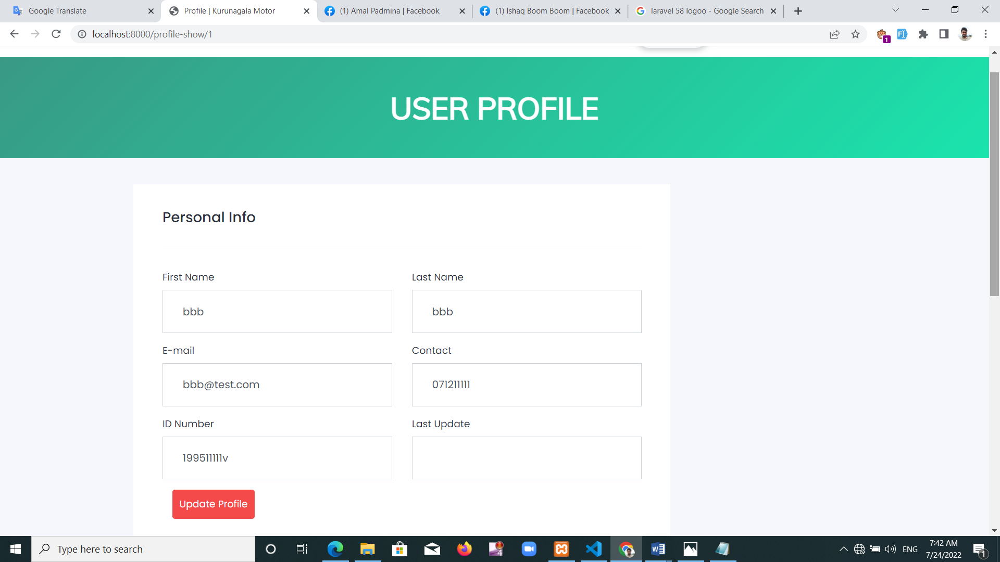 Google Translate
Profile | Kurunagala Motor
(1) Amal Padmina | Facebook
(1) Ishaq Boom Boom | Facebook
laravel 58 logoo - Google Search
localhost:8000/profile-show/1
1
USER PROFILE
Personal Info
First Name
Last Name
bbb
bbb
E-mail
Contact
bbb@test.com
071211111
ID Number
Last Update
199511111v
Update Profile
Type here to search
4
ENG
7:42 AM
7/24/2022
1